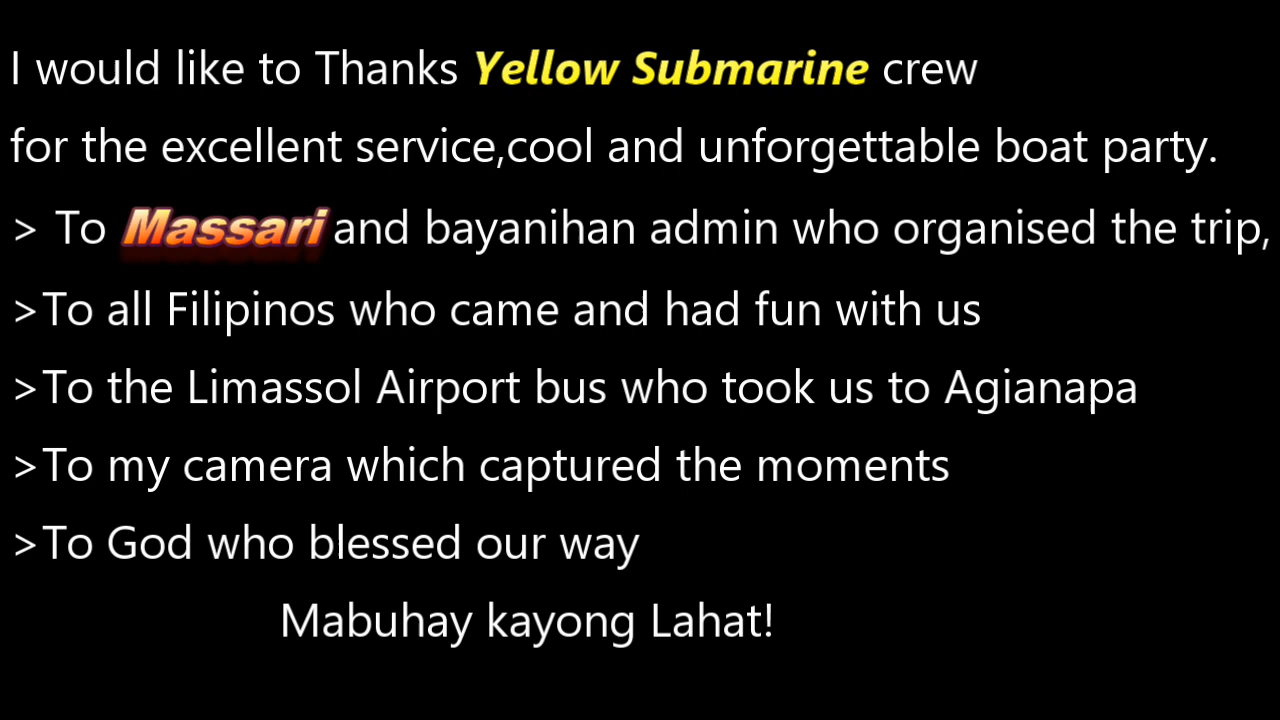 I would like to Thanks Yellow Submarine crew
for the excellent service,cool and unforgettable boat party.
> To Massari and bayanihan admin who organised the trip,
>To all Filipinos who came and had fun with us
>To the Limassol Airport bus who took us to Agianapa
>To my camera which captured the moments
>To God who blessed our way
Mabuhay kayong Lahat!